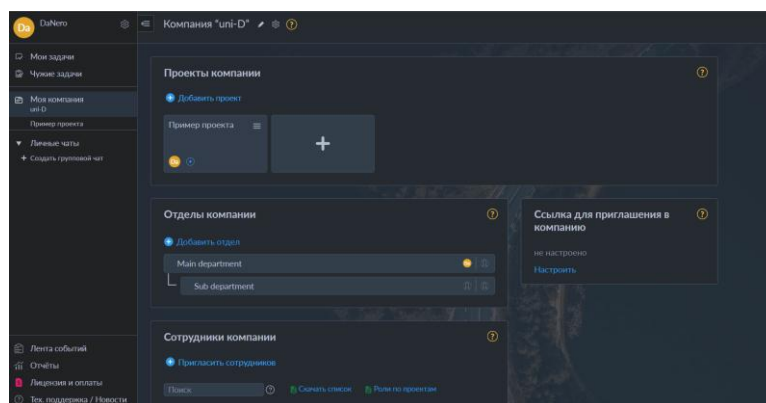 Da DaNero
Компания "uni-D"
Мои задачи
Чужие задачи
Моя компания
uni-D
Пример проекта
Личные чаты
Создать групповой чат
Лента событий
Отчёты
Лицензия и оплаты
Тех. поддержка / Новости
Проекты компании
Добавить проект
Пример проекта
Da
Отделы компании
Добавить отдел
Main department
Sub department
Ссылка для приглашения в
компанию
не настроено
Настроить
Сотрудники компании
Пригласить сотрудников
Поиск
Скачать список
Роли по проектам